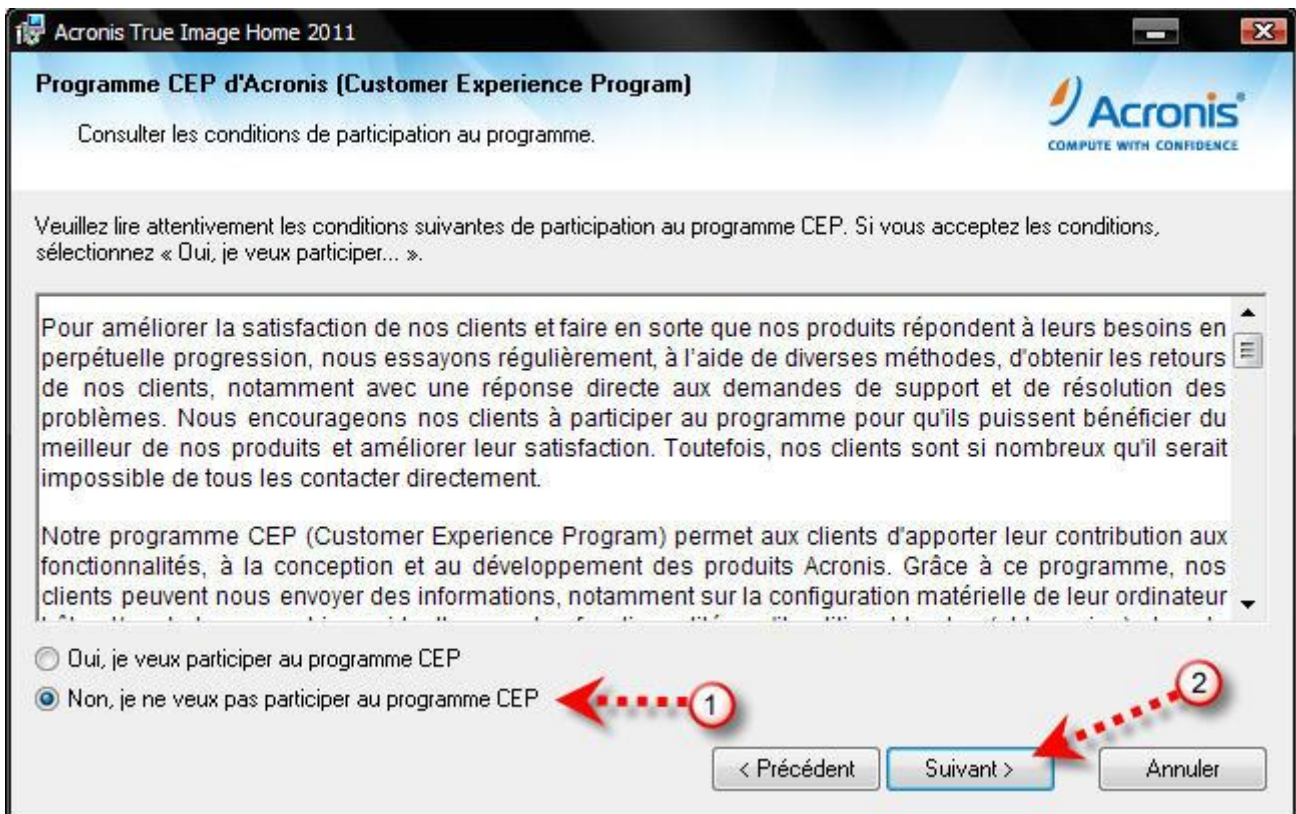 Acronis True Image Home 2011
Programme CEP d'Acronis (Customer Experience Program)
Consulter les conditions de participation au programme.
Acronis
COMPUTE WITH CONFIDENCE
Veuillez lire attentivement les conditions suivantes de participation au programme CEP. Si vous acceptez les conditions,
sélectionnez « Oui, je veux participer... ».
Pour améliorer la satisfaction de nos clients et faire en sorte que nos produits répondent à leurs besoins en
perpétuelle progression, nous essayons régulièrement, à l'aide de diverses méthodes, d'obtenir les retours
de nos clients, notamment avec une réponse directe aux demandes de support et de résolution des
problèmes. Nous encourageons nos clients à participer au programme pour qu'ils puissent bénéficier du
meilleur de nos produits et améliorer leur satisfaction. Toutefois, nos clients sont si nombreux qu'il serait
impossible de tous les contacter directement.
Notre programme CEP (Customer Experience Program) permet aux clients d'apporter leur contribution aux
fonctionnalités, à la conception et au développement des produits Acronis. Grâce à ce programme, nos
clients peuvent nous envoyer des informations, notamment sur la configuration matérielle de leur ordinateur
Oui, je veux participer au programme CEP
Non, je ne veux pas participer au programme CEP
1
2
< Précédent
Suivant >
Annuler